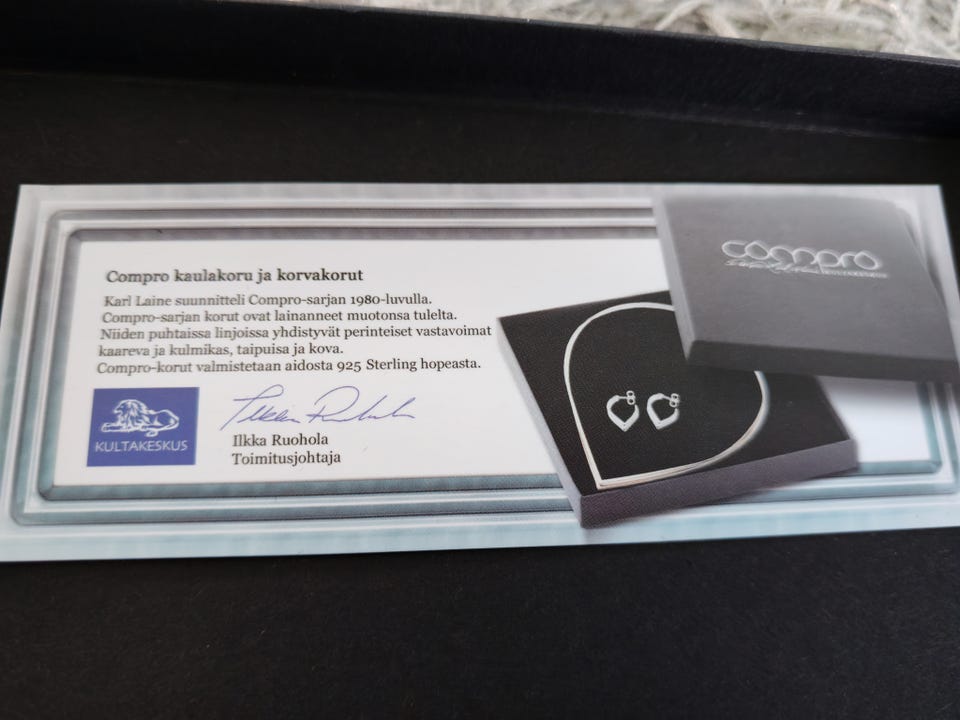 Compro kaulakoru ja korvakorut
Karl Laine suunnitteli Compro-sarjan 1980-luvulla.
Compro-sarjan korut ovat lainanneet muotonsa tulelta.
Niiden puhtaissa linjoissa yhdistyvät perinteiset vastavoimat
kaareva ja kulmikas, taipuisa ja kova.
Compro-korut valmistetaan aidosta 925 Sterling hopeasta.
KULTAKESKUS
Ilkka Ruohola
Ilkka Ruohola
Toimitusjohtaja
compro